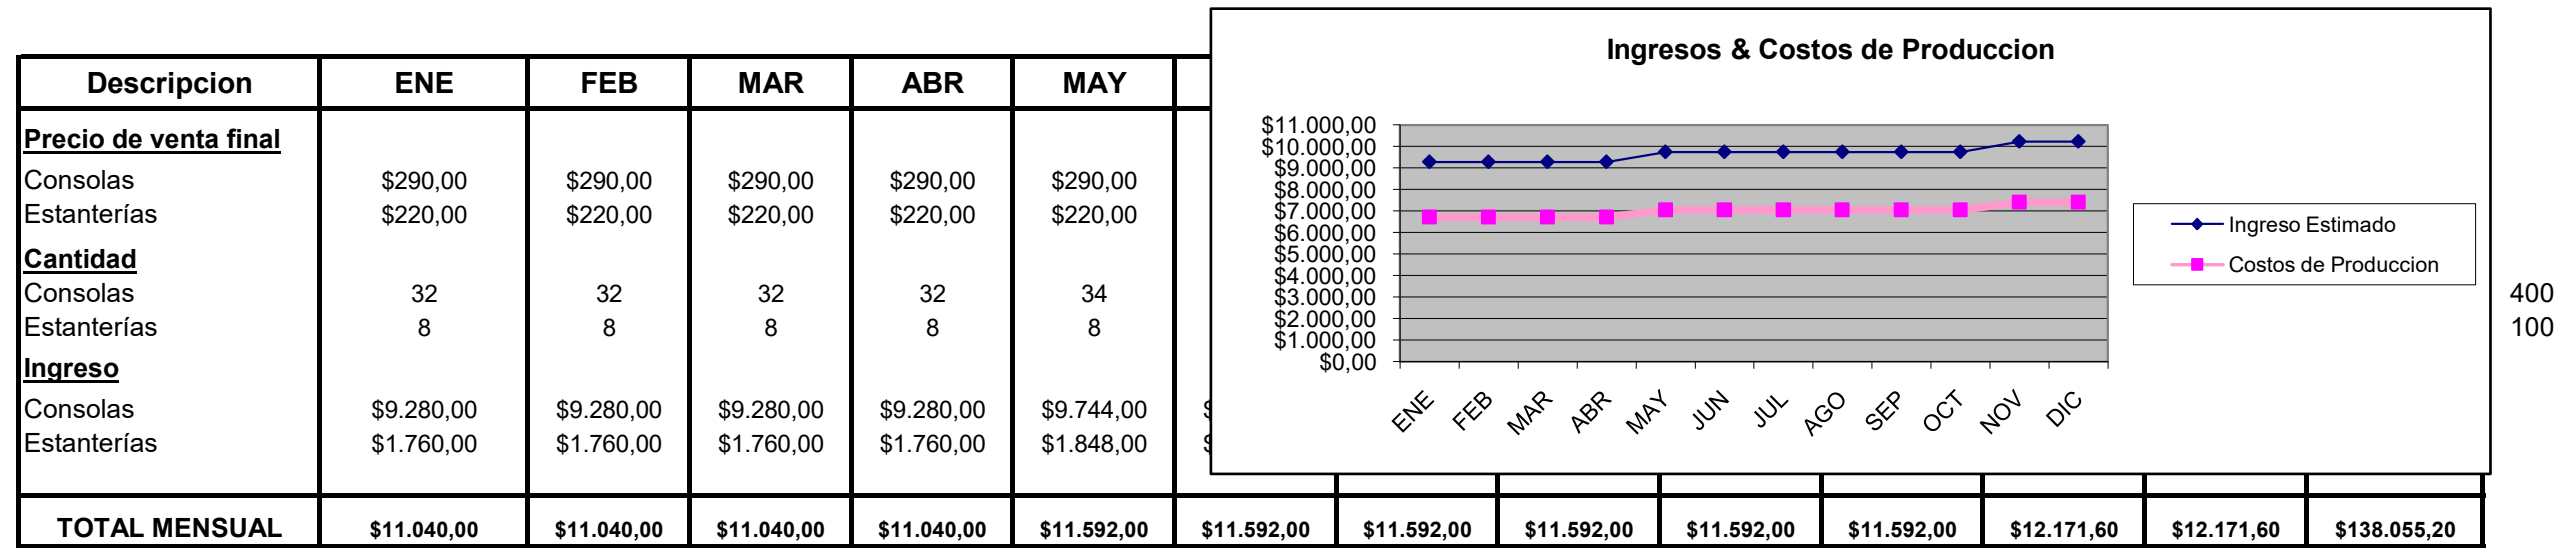 Ingresos & Costos de Produccion
Descripcion ENE FEB MAR ABR MAY
Precio de venta final
Consolas $290,00 $290,00 $290,00 $290,00 $290,00
Estanterías $220,00 $220,00 $220,00 $220,00 $220,00
Cantidad
Consolas 32 32 32 32 34 400
Estanterías 8 8 8 8 8 100
Ingreso
Consolas $9.280,00 $9.280,00 $9.280,00 $9.280,00 $9.744,00
Estanterías $1.760,00 $1.760,00 $1.760,00 $1.760,00 $1.848,00
TOTAL MENSUAL $11.040,00 $11.040,00 $11.040,00 $11.040,00 $11.592,00 $11.592,00 $11.592,00 $11.592,00 $11.592,00 $11.592,00 $12.171,60 $12.171,60 $138.055,20
$11.000,00
$10.000,00
$9.000,00
$8.000,00
$7.000,00
$6.000,00
$5.000,00
$4.000,00
$3.000,00
$2.000,00
$1.000,00
$0,00
ENE FEB MAR ABR MAY JUN JUL AGO SEP OCT NOV DIC
Ingreso Estimado
Costos de Produccion